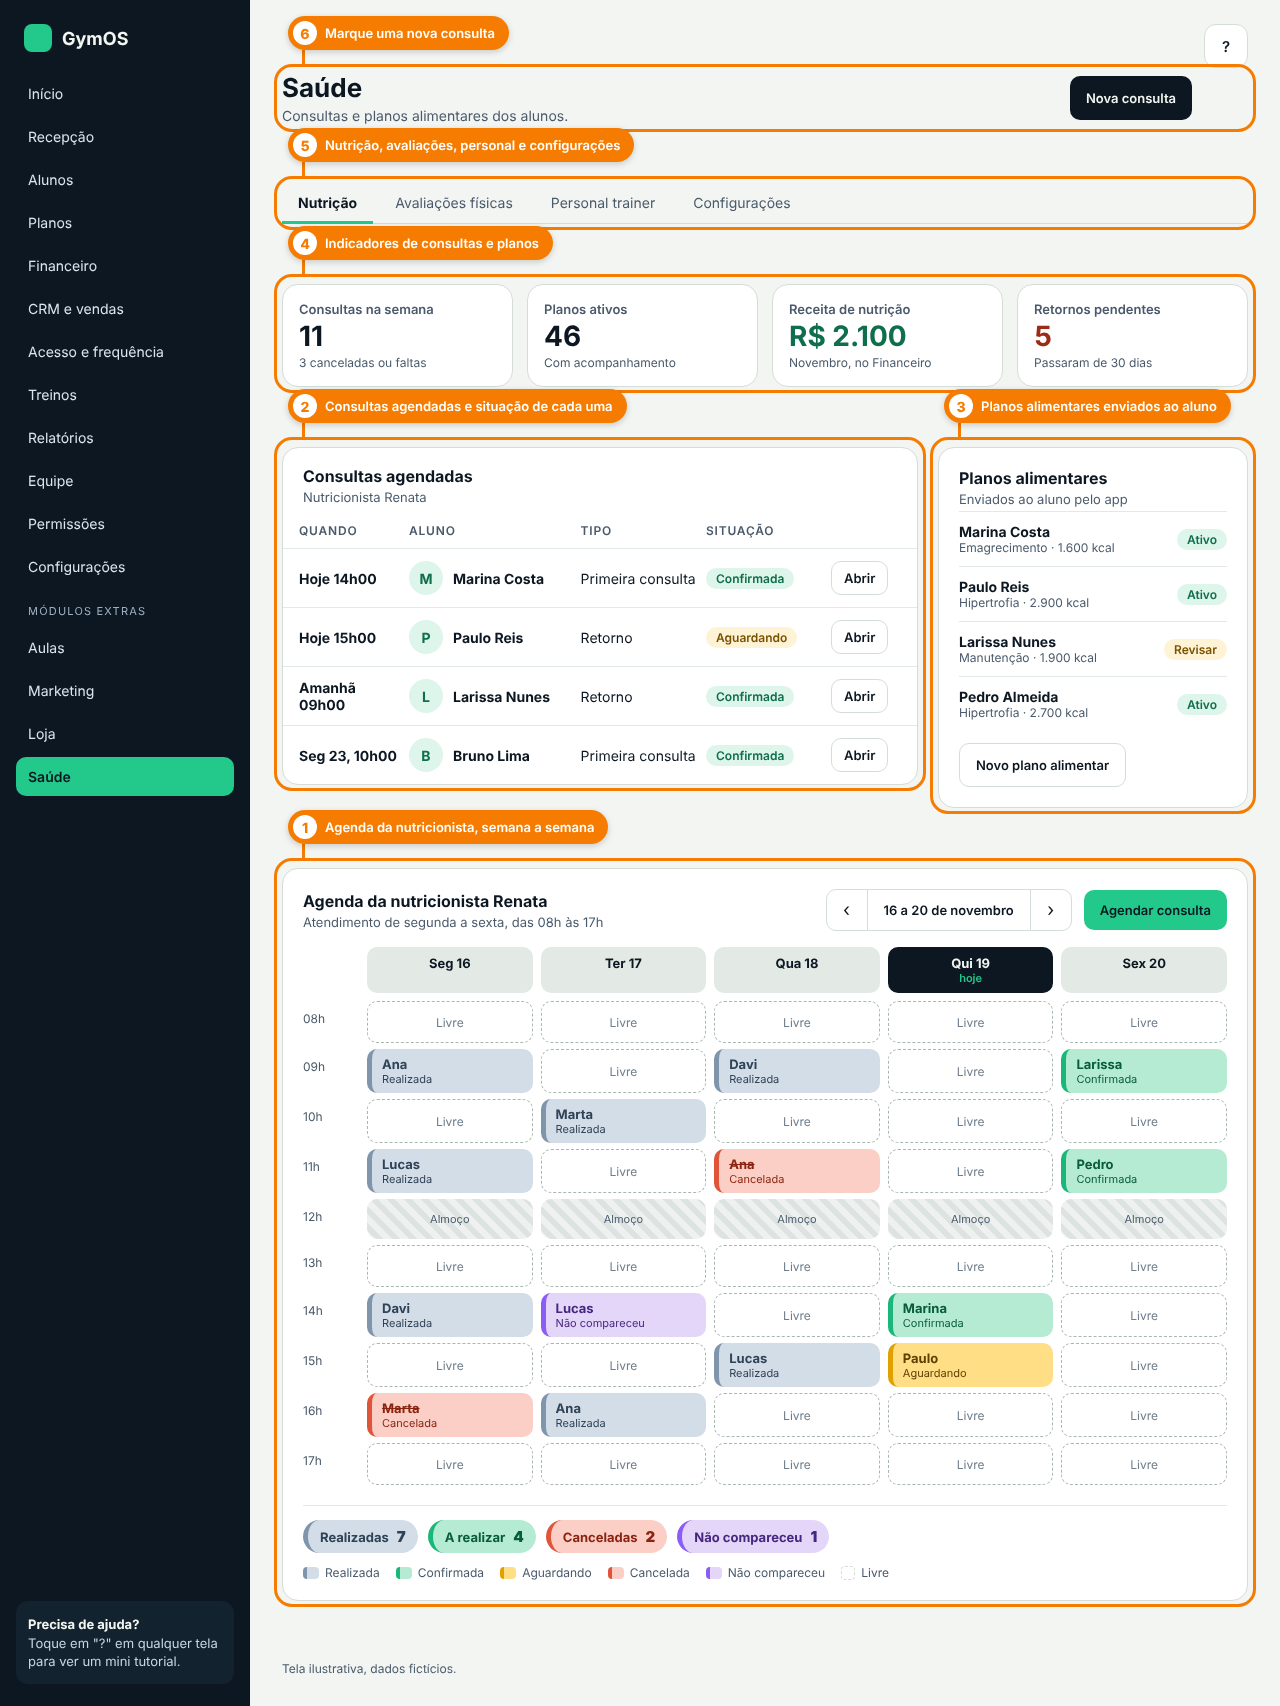 GymOS
Início
Recepção
Alunos
Planos
Financeiro
CRM e vendas
Acesso e frequência
Treinos
Relatórios
Equipe
Permissões
Configurações
MÓDULOS EXTRAS
Aulas
Marketing
Loja
Saúde
Precisa de ajuda?
Toque em "?" em qualquer tela
para ver um mini tutorial.
6 Marque uma nova consulta
?
Saúde
Consultas e planos alimentares dos alunos.
Nova consulta
5 Nutrição, avaliações, personal e configurações
Nutrição Avaliações físicas Personal trainer Configurações
4 Indicadores de consultas e planos
Consultas na semana
11
3 canceladas ou faltas
Planos ativos
46
Com acompanhamento
Receita de nutrição
R$ 2.100
Novembro, no Financeiro
Retornos pendentes
5
Passaram de 30 dias
2 Consultas agendadas e situação de cada uma
Consultas agendadas
Nutricionista Renata
QUANDO ALUNO TIPO SITUAÇÃO
Hoje 14h00 M Marina Costa Primeira consulta Confirmada Abrir
Hoje 15h00 P Paulo Reis Retorno Aguardando Abrir
Amanhã
09h00 L Larissa Nunes Retorno Confirmada Abrir
Seg 23, 10h00 B Bruno Lima Primeira consulta Confirmada Abrir
3 Planos alimentares enviados ao aluno
Planos alimentares
Enviados ao aluno pelo app
Marina Costa
Emagrecimento · 1.600 kcal
Ativo
Paulo Reis
Hipertrofia · 2.900 kcal
Ativo
Larissa Nunes
Manutenção · 1.900 kcal
Revisar
Pedro Almeida
Hipertrofia · 2.700 kcal
Ativo
Novo plano alimentar
1 Agenda da nutricionista, semana a semana
Agenda da nutricionista Renata
Atendimento de segunda a sexta, das 08h às 17h
‹ 16 a 20 de novembro ›
Agendar consulta
Seg 16 Ter 17 Qua 18 Qui 19 Sex 20
hoje
08h Livre Livre Livre Livre Livre
09h Ana Livre Davi Livre Larissa
Realizada Realizada Confirmada
10h Livre Marta Livre Livre Livre
Realizada
11h Lucas Livre Ana Livre Pedro
Realizada Cancelada Confirmada
12h Almoço Almoço Almoço Almoço Almoço
13h Livre Livre Livre Livre Livre
14h Davi Lucas Livre Marina Livre
Realizada Não compareceu Confirmada
15h Livre Livre Lucas Paulo Livre
Realizada Aguardando
16h Marta Ana Livre Livre Livre
Cancelada Realizada
17h Livre Livre Livre Livre Livre
Realizadas 7 A realizar 4 Canceladas 2 Não compareceu 1
Realizada Confirmada Aguardando Cancelada Não compareceu Livre
Tela ilustrativa, dados fictícios.